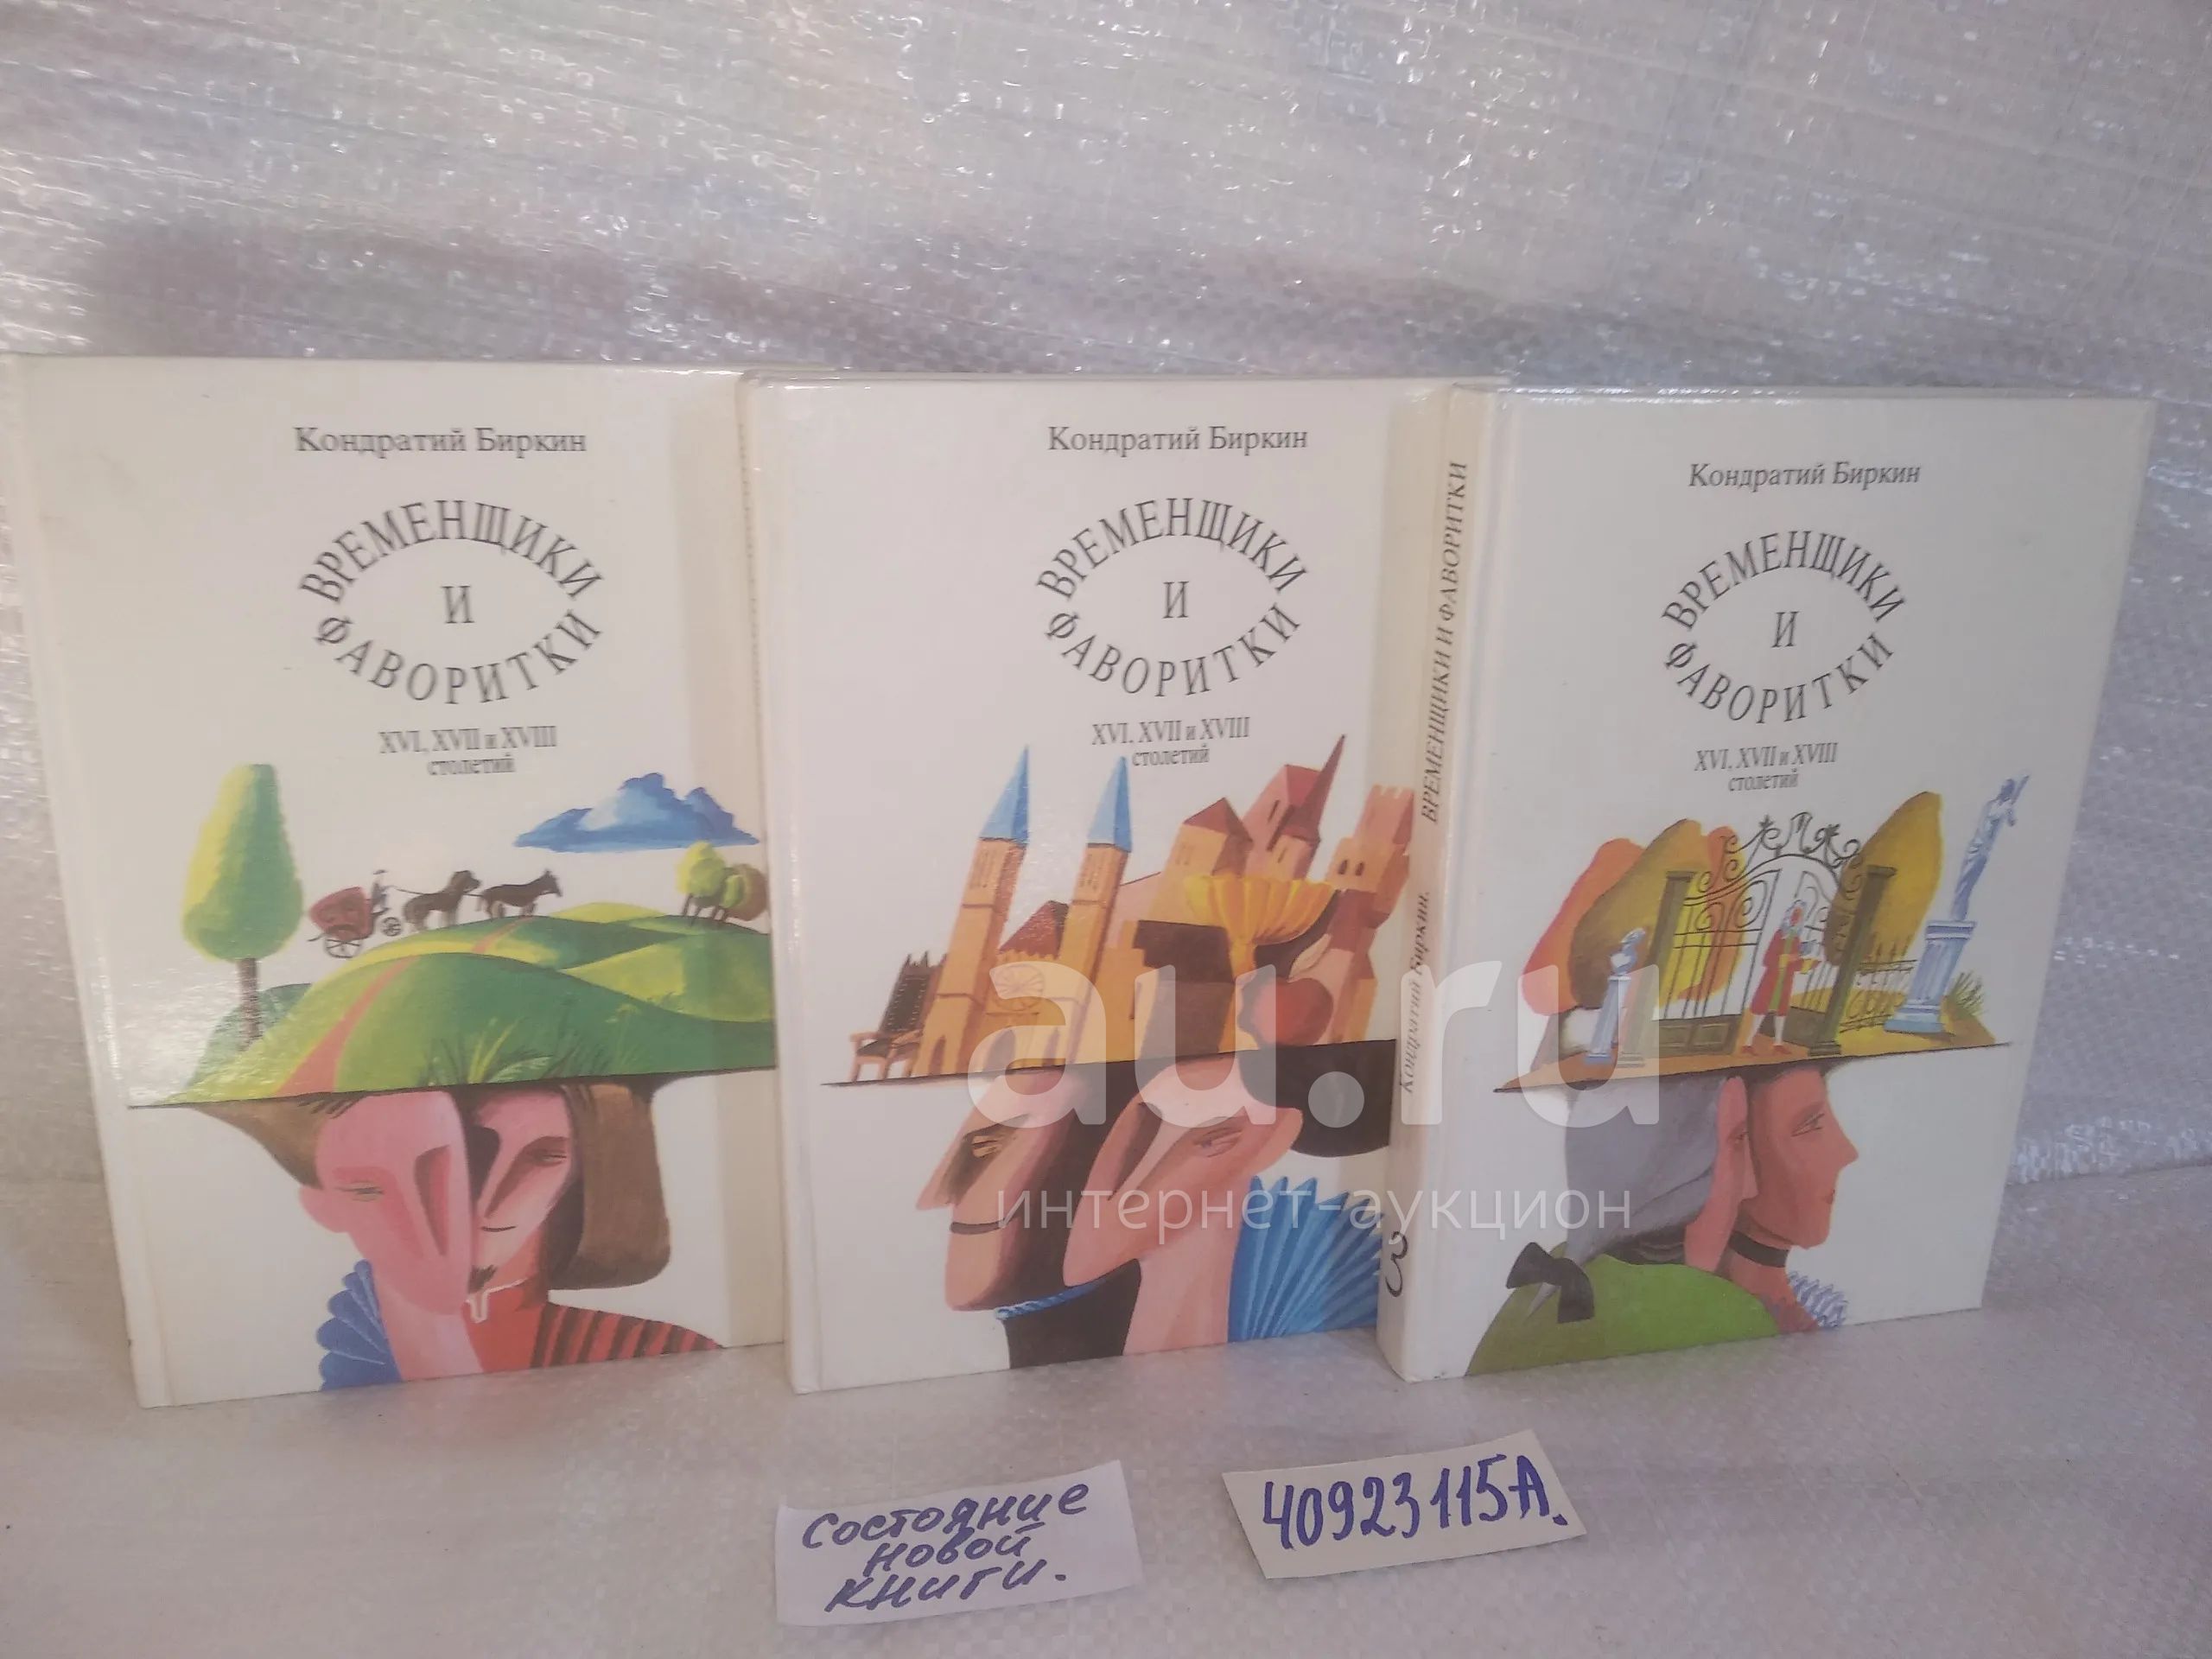 Кондратий Биркин
ВРЕМЕНЩИКИ
И
ФАВОРИТКИ
XVI, XVII и XVIII
столетий
Кондратий Биркин
ВРЕМЕНЩИКИ
И
ФАВОРИТКИ
XVI, XVII и XVIII
столетий
Кондратий Биркин. ВРЕМЕНЩИКИ И ФАВОРИТКИ
3
Кондратий Биркин
ВРЕМЕНЩИКИ
И
ФАВОРИТКИ
XVI, XVII и XVIII
столетий
au.ru
интернет-аукцион
Состояние
новой
книги.
40923115А.